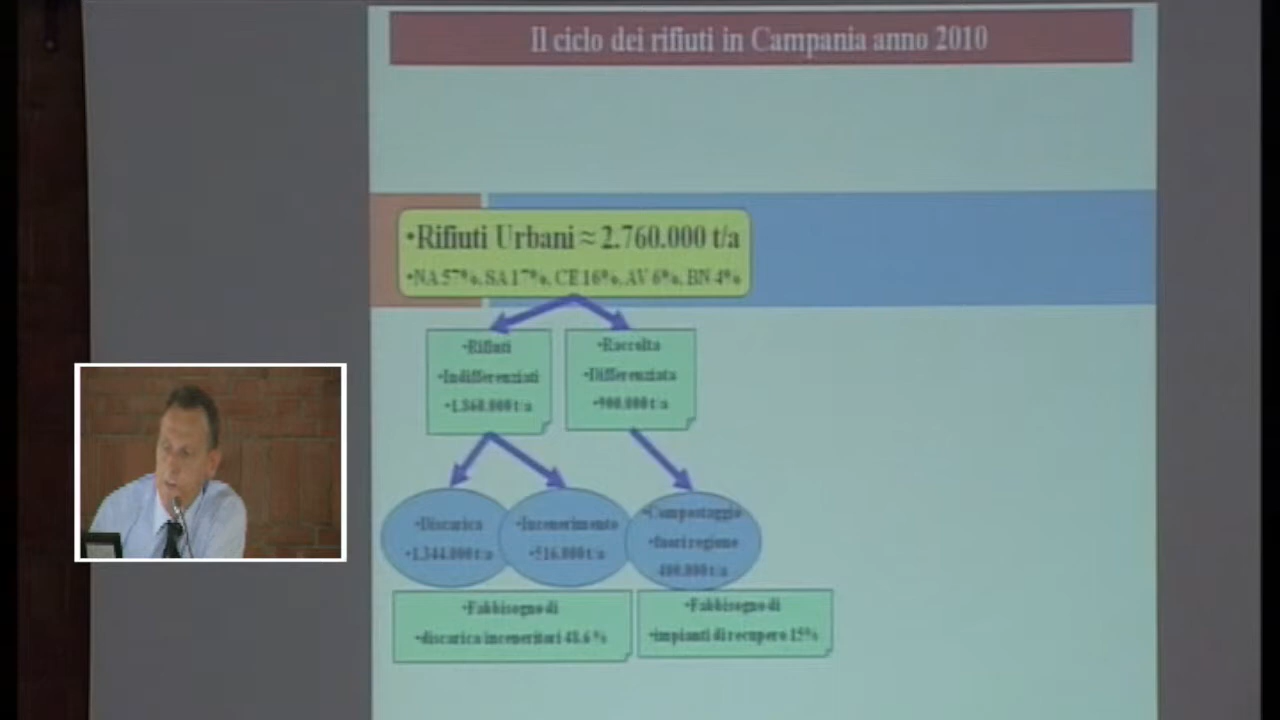 Il ciclo dei rifiuti in Campania anno 2010
•Rifiuti Urbani ≈ 2.760.000 t/a
•NA 57%, SA 17%, CE 16%, AV 6%, BN 4%
•Rifiuti
•Indifferenziati
•1.860.000 t/a
•Raccolta
•Differenziata
•900.000 t/a
•Discarica
•1.344.000 t/a
•Incenerimento
•516.000 t/a
•Compostaggio
•fuori regione
400.000 t/a
•Fabbisogno di
•discarica inceneritori 48.6 %
•Fabbisogno di
•impianti di recupero 15%